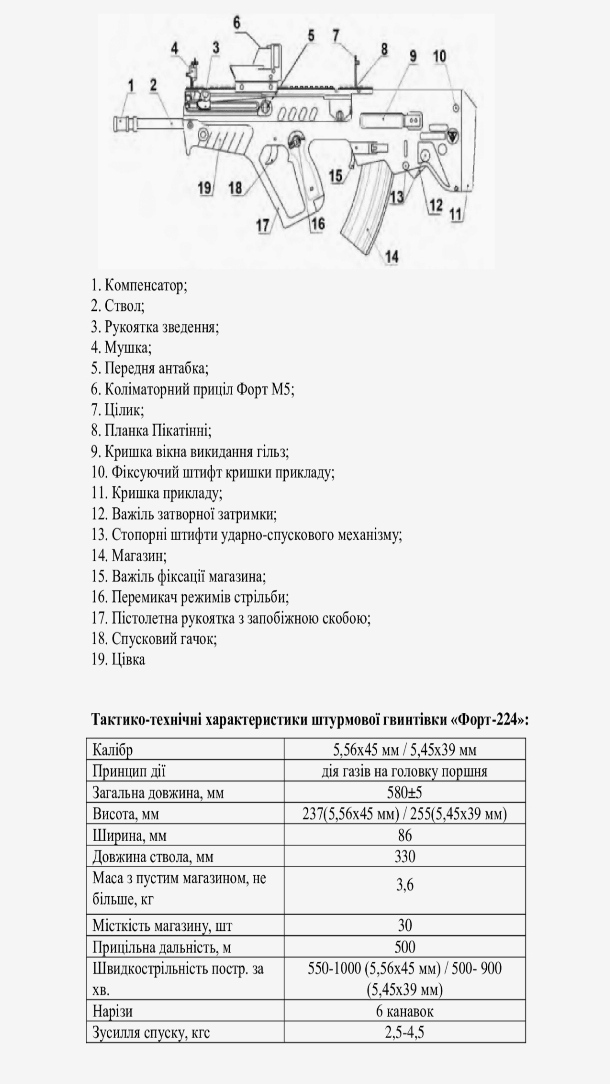 6
7
5
4
3
8
9
10
1
2
19
18
15
13
12
17
16
11
14
1. Компенсатор;
2. Ствол;
3. Рукоятка зведення;
4. Мушка;
5. Передня антабка;
6. Коліматорний приціл Форт М5;
7. Цілик;
8. Планка Пікатінні;
9. Кришка вікна викидання гільз;
10. Фіксуючий штифт кришки прикладу;
11. Кришка прикладу;
12. Важіль затворної затримки;
13. Стопорні штифти ударно-спускового механізму;
14. Магазин;
15. Важіль фіксації магазина;
16. Перемикач режимів стрільби;
17. Пістолетна рукоятка з запобіжною скобою;
18. Спусковий гачок;
19. Цівка
Тактико-технічні характеристики штурмової гвинтівки «Форт-224»:
Калібр 5,56х45 мм / 5,45х39 мм
Принцип дії дія газів на головку поршня
Загальна довжина, мм 580±5
Висота, мм 237(5,56х45 мм) / 255(5,45х39 мм)
Ширина, мм 86
Довжина ствола, мм 330
Маса з пустим магазином, не
більше, кг 3,6
Місткість магазину, шт 30
Прицільна дальність, м 500
Швидкострільність постр. за 550-1000 (5,56х45 мм) / 500- 900
хв. (5,45х39 мм)
Нарізи 6 канавок
Зусилля спуску, кгс 2,5-4,5